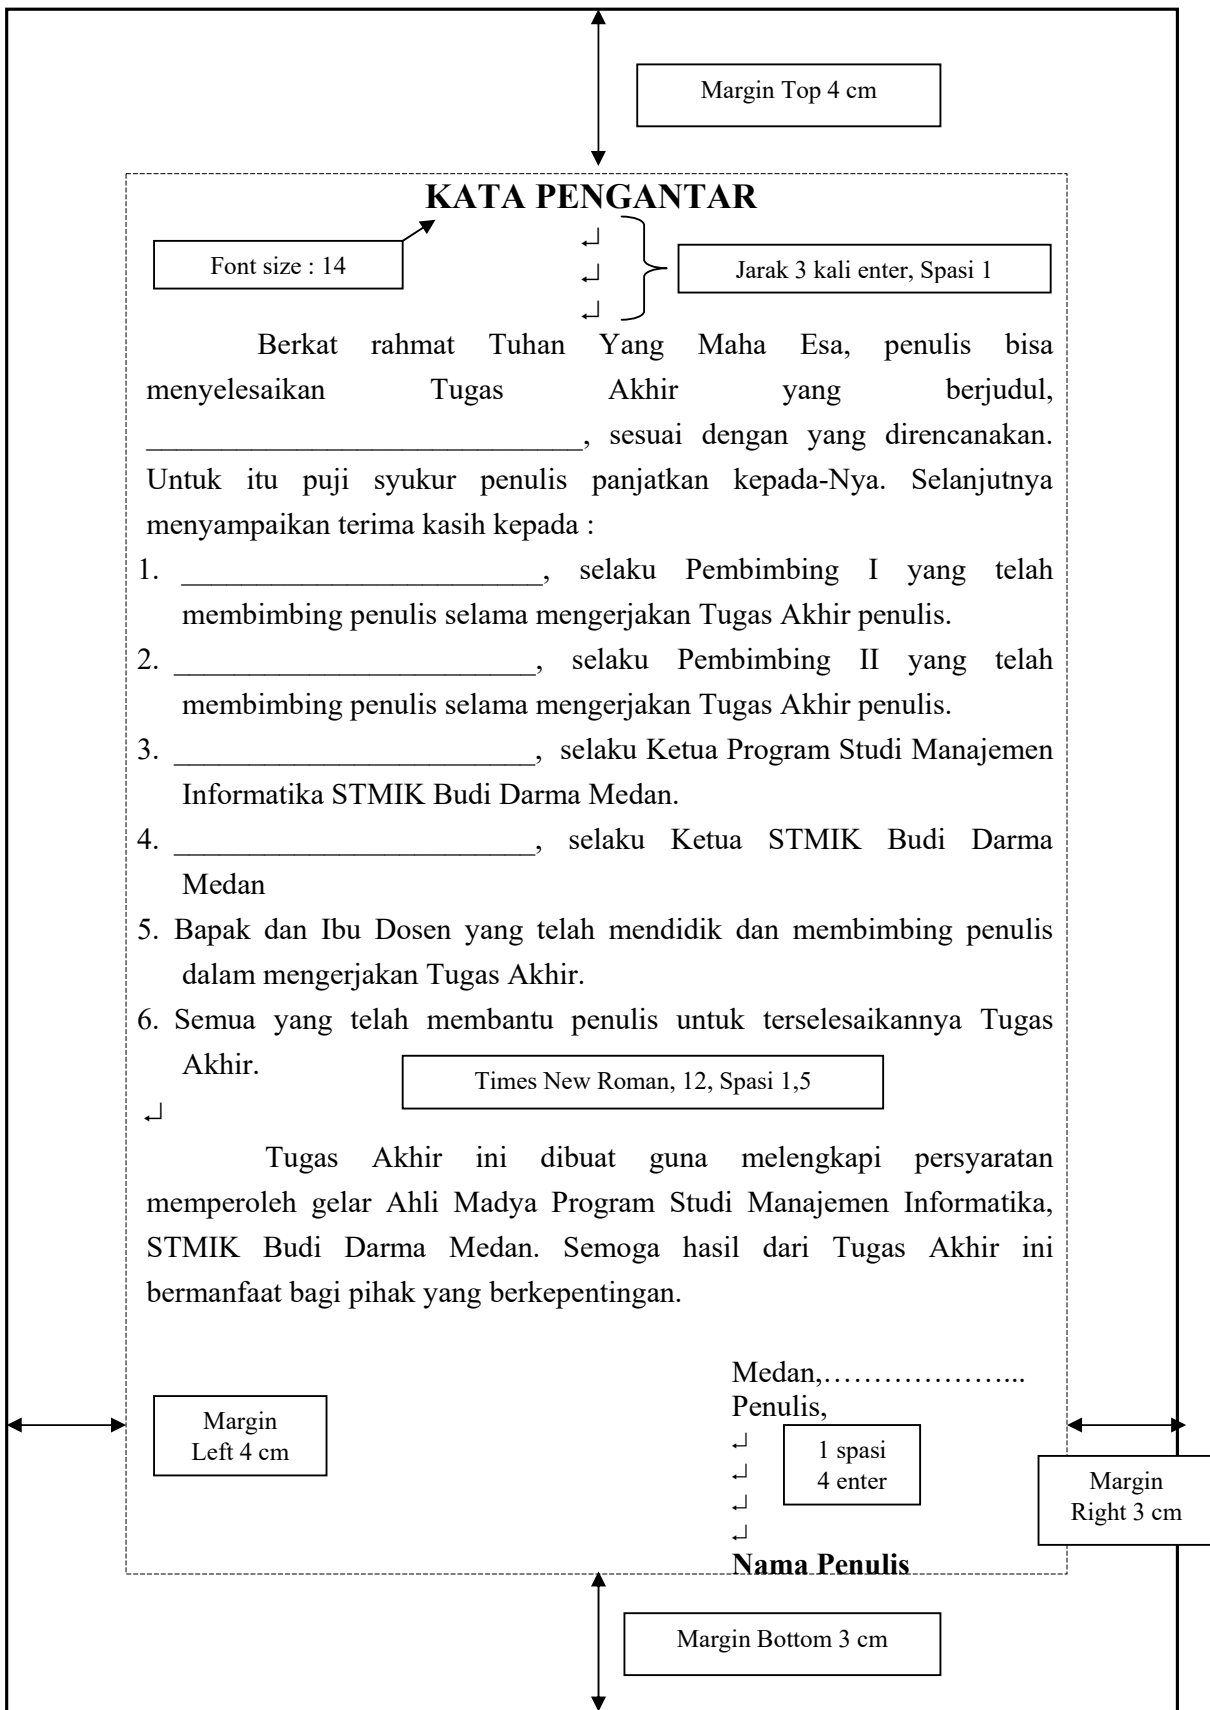 Margin Top 4 cm
KATA PENGANTAR
Font size : 14
Jarak 3 kali enter, Spasi 1
Berkat rahmat Tuhan Yang Maha Esa, penulis bisa
menyelesaikan Tugas Akhir yang berjudul,
_____________________________, sesuai dengan yang direncanakan.
Untuk itu puji syukur penulis panjatkan kepada-Nya. Selanjutnya
menyampaikan terima kasih kepada :
1. ________________________, selaku Pembimbing I yang telah
membimbing penulis selama mengerjakan Tugas Akhir penulis.
2. ________________________, selaku Pembimbing II yang telah
membimbing penulis selama mengerjakan Tugas Akhir penulis.
3. ________________________, selaku Ketua Program Studi Manajemen
Informatika STMIK Budi Darma Medan.
4. ________________________, selaku Ketua STMIK Budi Darma
Medan
5. Bapak dan Ibu Dosen yang telah mendidik dan membimbing penulis
dalam mengerjakan Tugas Akhir.
6. Semua yang telah membantu penulis untuk terselesaikannya Tugas
Akhir.
Times New Roman, 12, Spasi 1,5
Tugas Akhir ini dibuat guna melengkapi persyaratan
memperoleh gelar Ahli Madya Program Studi Manajemen Informatika,
STMIK Budi Darma Medan. Semoga hasil dari Tugas Akhir ini
bermanfaat bagi pihak yang berkepentingan.
Medan,…………………...
Penulis,
Margin
Left 4 cm
1 spasi
4 enter
Margin
Right 3 cm
Nama Penulis
Margin Bottom 3 cm